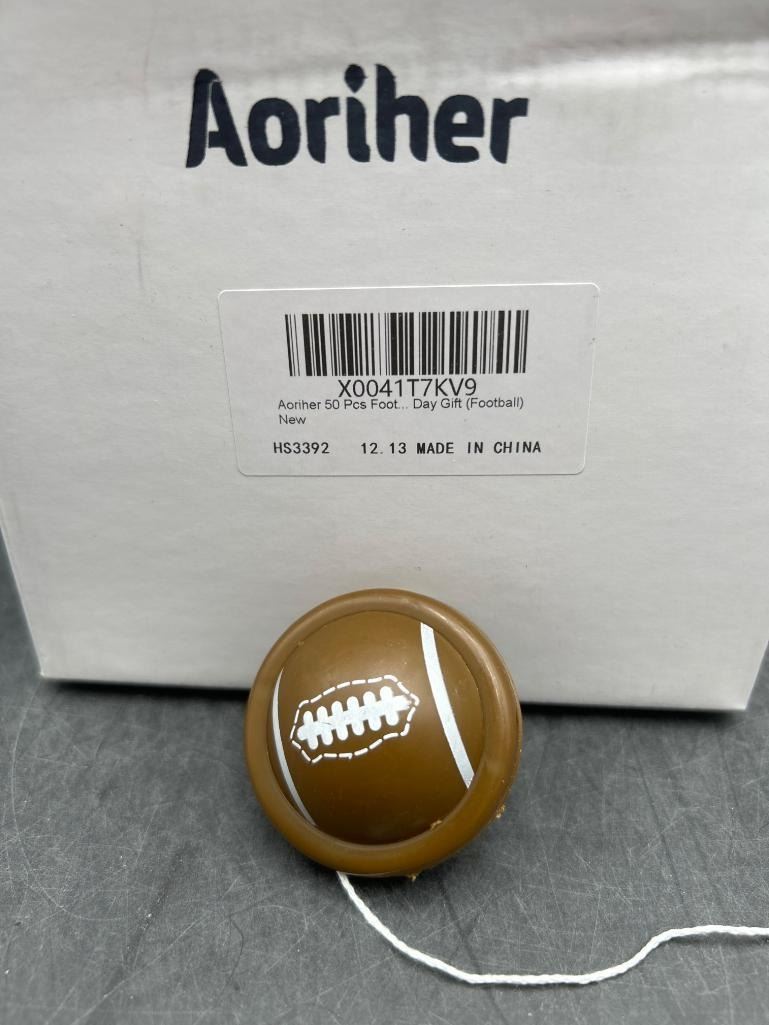 Aoriher
X0041T7KV9
Aoriher 50 Pcs Foot... Day Gift (Football)
New
HS3392 12.13 MADE IN CHINA